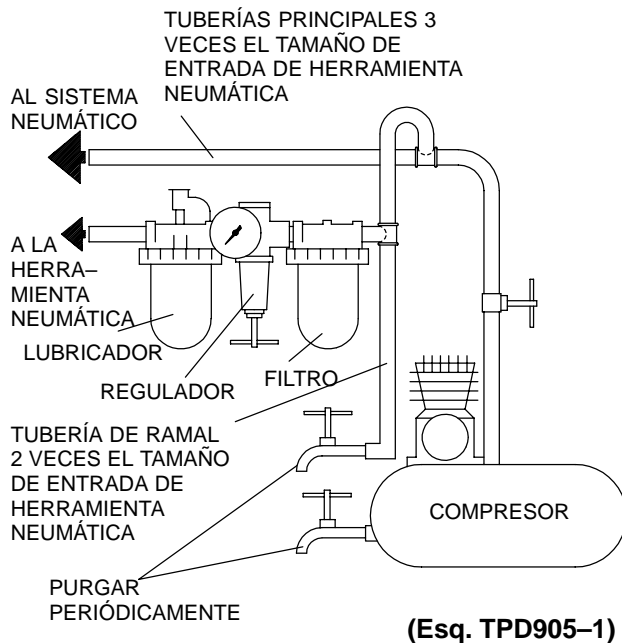 TUBERÍAS PRINCIPALES 3
VECES EL TAMAÑO DE
ENTRADA DE HERRAMIENTA
NEUMÁTICA
AL SISTEMA
NEUMÁTICO
A LA
HERRA–
MIENTA
NEUMÁTICA
LUBRICADOR
REGULADOR
FILTRO
TUBERÍA DE RAMAL
2 VECES EL TAMAÑO
DE ENTRADA DE
HERRAMIENTA
NEUMÁTICA
COMPRESOR
PURGAR
PERIÓDICAMENTE
(Esq. TPD905–1)